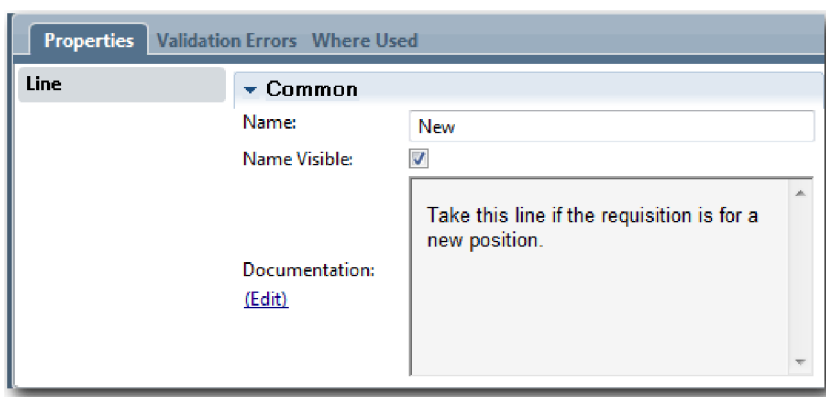 Properties Validation Errors Where Used
Line
Common
Name: New
Name Visible:
Take this line if the requisition is for a
new position.
Documentation:
(Edit)